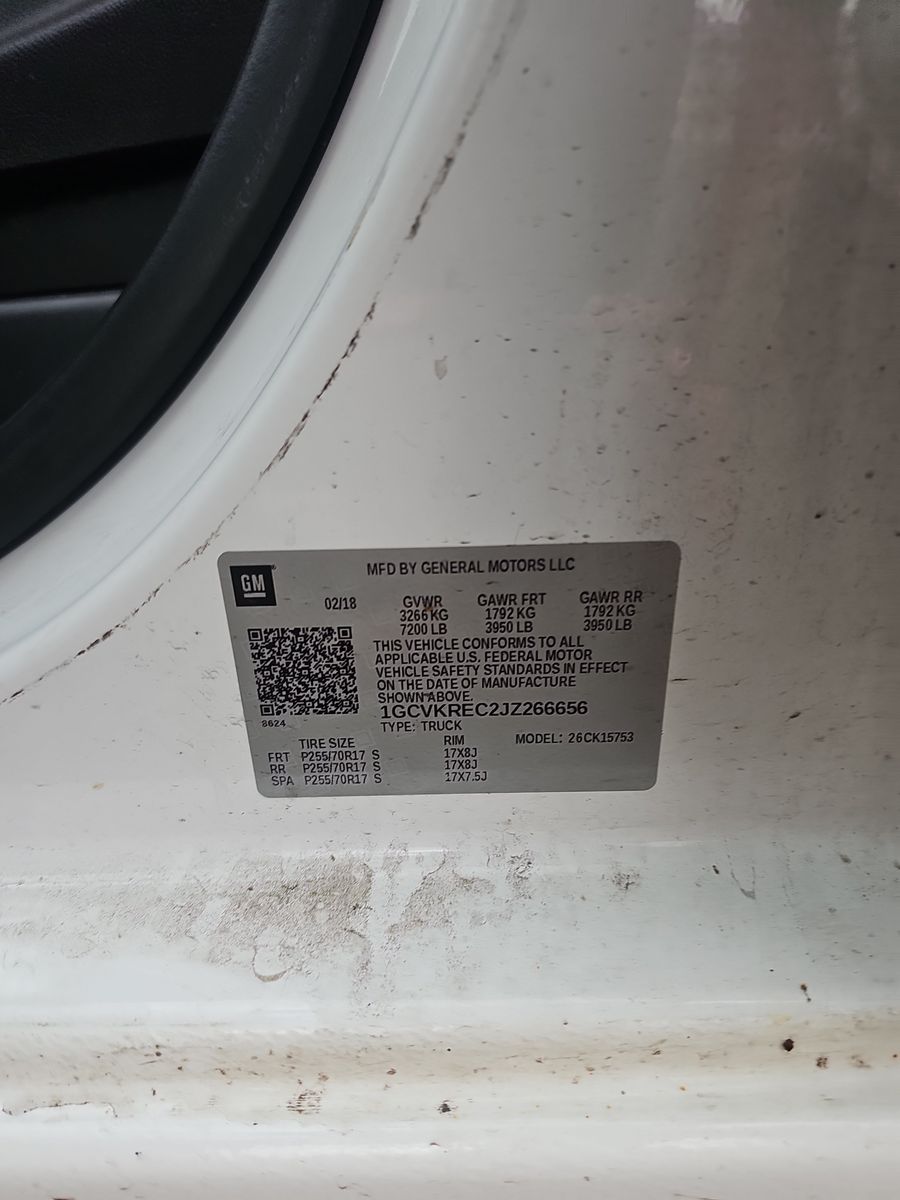 GM
MFD BY GENERAL MOTORS LLC
02/18 GVWR GAWR FRT GAWR RR
3266 KG 1792 KG 1792 KG
7200 LB 3950 LB 3950 LB
THIS VEHICLE CONFORMS TO ALL
APPLICABLE U.S. FEDERAL MOTOR
VEHICLE SAFETY STANDARDS IN EFFECT
ON THE DATE OF MANUFACTURE
SHOWN ABOVE.
1GCVKREC2JZ266656
8624
TYPE: TRUCK
TIRE SIZE RIM MODEL: 26CK15753
FRT P255/70R17 S 17X8J
RR P255/70R17 S 17X8J
SPA P255/70R17 S 17X7.5J